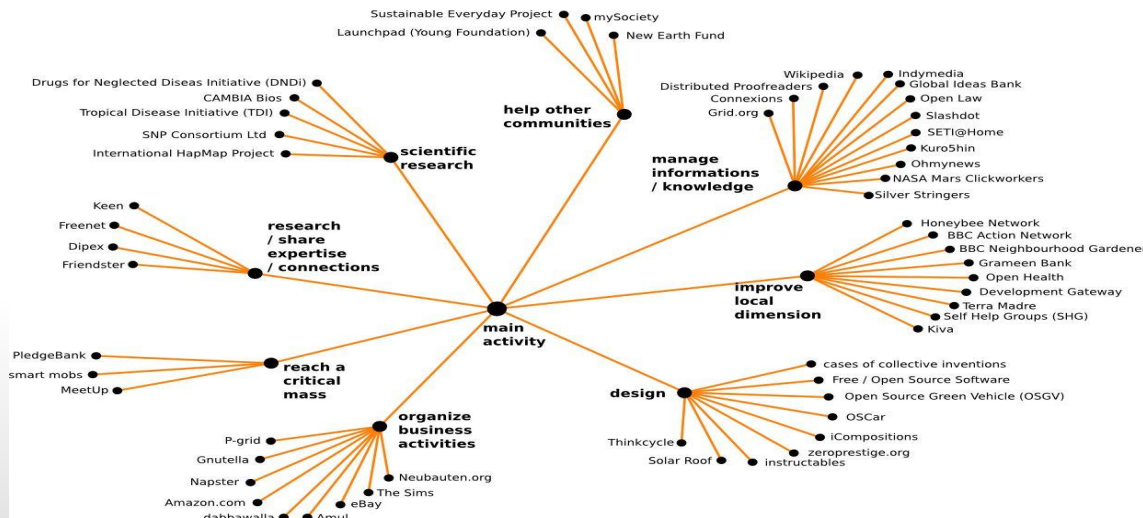 Sustainable Everyday Project
mySociety
Launchpad (Young Foundation)
New Earth Fund
help other
communities
Drugs for Neglected Diseas Initiative (DNDi)
CAMBIA Bios
Tropical Disease Initiative (TDI)
SNP Consortium Ltd
International HapMap Project
scientific
research
Wikipedia
Indymedia
Distributed Proofreaders
Global Ideas Bank
Connexions
Open Law
Grid.org
Slashdot
SETI@Home
Kuro5hin
Ohmynews
NASA Mars Clickworkers
Silver Stringers
manage
informations
/ knowledge
Keen
Freenet
Dipex
Friendster
research
/ share
expertise
/ connections
Honeybee Network
BBC Action Network
BBC Neighbourhood Gardener
Grameen Bank
Open Health
Development Gateway
Terra Madre
Self Help Groups (SHG)
Kiva
improve
local
dimension
main
activity
PledgeBank
smart mobs
MeetUp
reach a
critical
mass
cases of collective inventions
Free / Open Source Software
Open Source Green Vehicle (OSGV)
OSCar
iCompositions
zeroprestige.org
instructables
Solar Roof
Thinkcycle
design
organize
business
activities
P-grid
Gnutella
Napster
Amazon.com
dabbawalla
Amul
eBay
The Sims
Neubauten.org